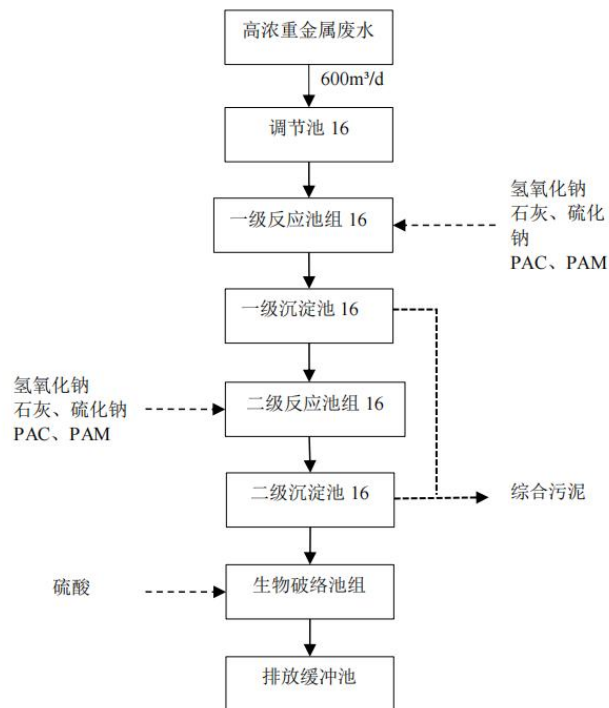 高浓重金属废水
600m³/d
调节池 16
一级反应池组 16
氢氧化钠
石灰、硫化
钠
PAC、PAM
一级沉淀池 16
氢氧化钠
石灰、硫化钠
PAC、PAM
二级反应池组 16
二级沉淀池 16
综合污泥
硫酸
生物破络池组
排放缓冲池